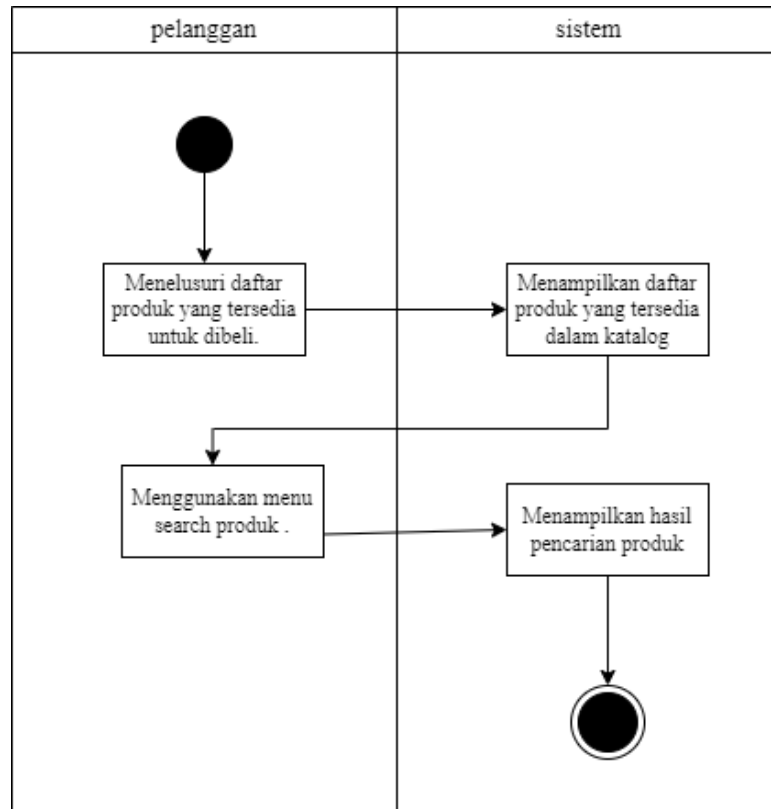 pelanggan
sistem
Menelusuri daftar
produk yang tersedia
untuk dibeli.
Menampilkan daftar
produk yang tersedia
dalam katalog
Menggunakan menu
search produk .
Menampilkan hasil
pencarian produk